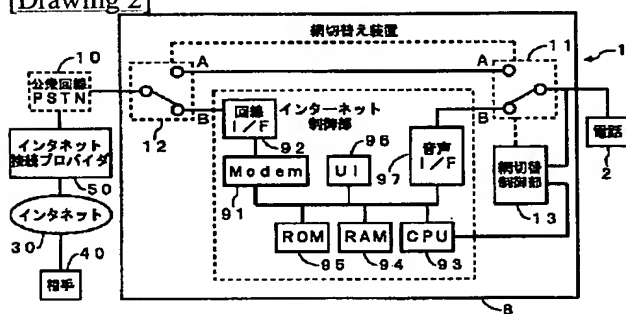 [Drawing 2]
網切替え装置
10
公衆回線
PSTN
A
A
11
1
B
B
12
回線
I/F
インターネット
制御部
92
音声
I/F
97
電話
2
インタネット
接続プロバイダ
50
Modem
91
96
UI
網切替
制御部
13
インタネット
30
ROM
95
RAM
94
CPU
93
40
相手
8